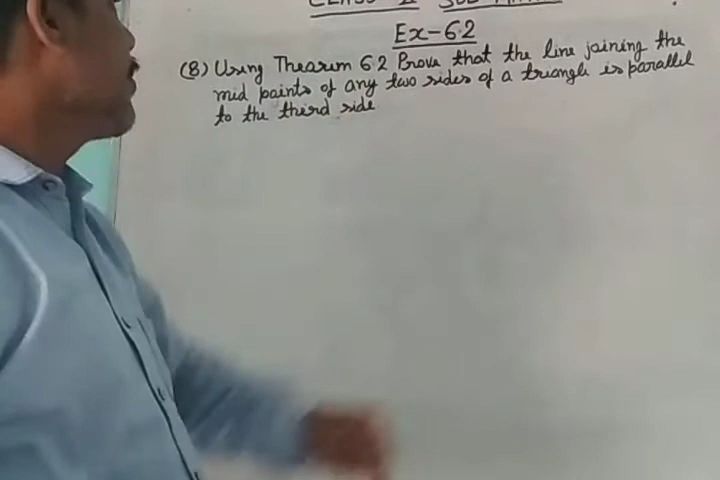 Ex-6.2
(8) Using Thearem 6.2 Prove that the line joining the
mid points of any two sides of a triangle is parallel
to the third side